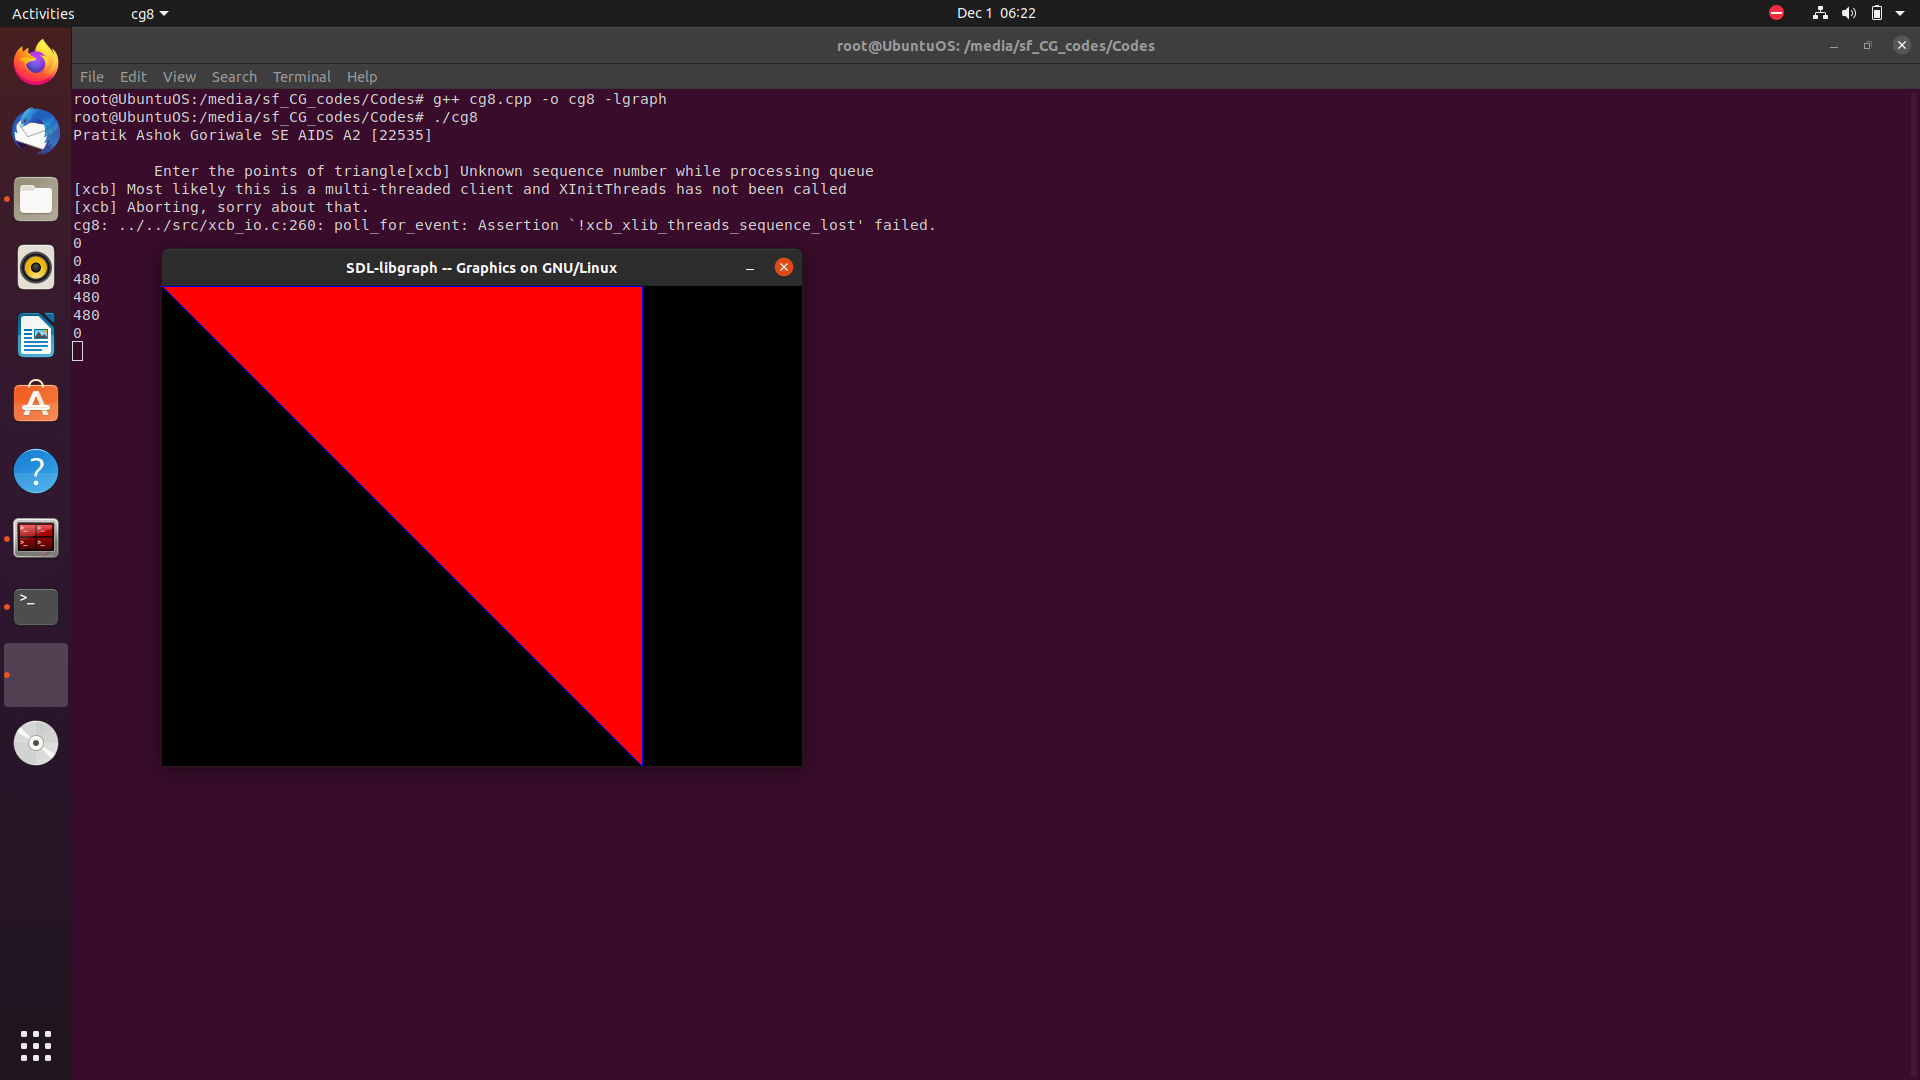 Activities
cg8
Dec 1 06:22
root@UbuntuOS: /media/sf_CG_codes/Codes
File Edit View Search Terminal Help
root@UbuntuOS:/media/sf_CG_codes/Codes# g++ cg8.cpp -o cg8 -lgraph
root@UbuntuOS:/media/sf_CG_codes/Codes# ./cg8
Pratik Ashok Goriwale SE AIDS A2 [22535]
Enter the points of triangle[xcb] Unknown sequence number while processing queue
[xcb] Most likely this is a multi-threaded client and XInitThreads has not been called
[xcb] Aborting, sorry about that.
cg8: ../../src/xcb_io.c:260: poll_for_event: Assertion `!xcb_xlib_threads_sequence_lost' failed.
0
0
480
480
480
0
SDL-libgraph -- Graphics on GNU/Linux